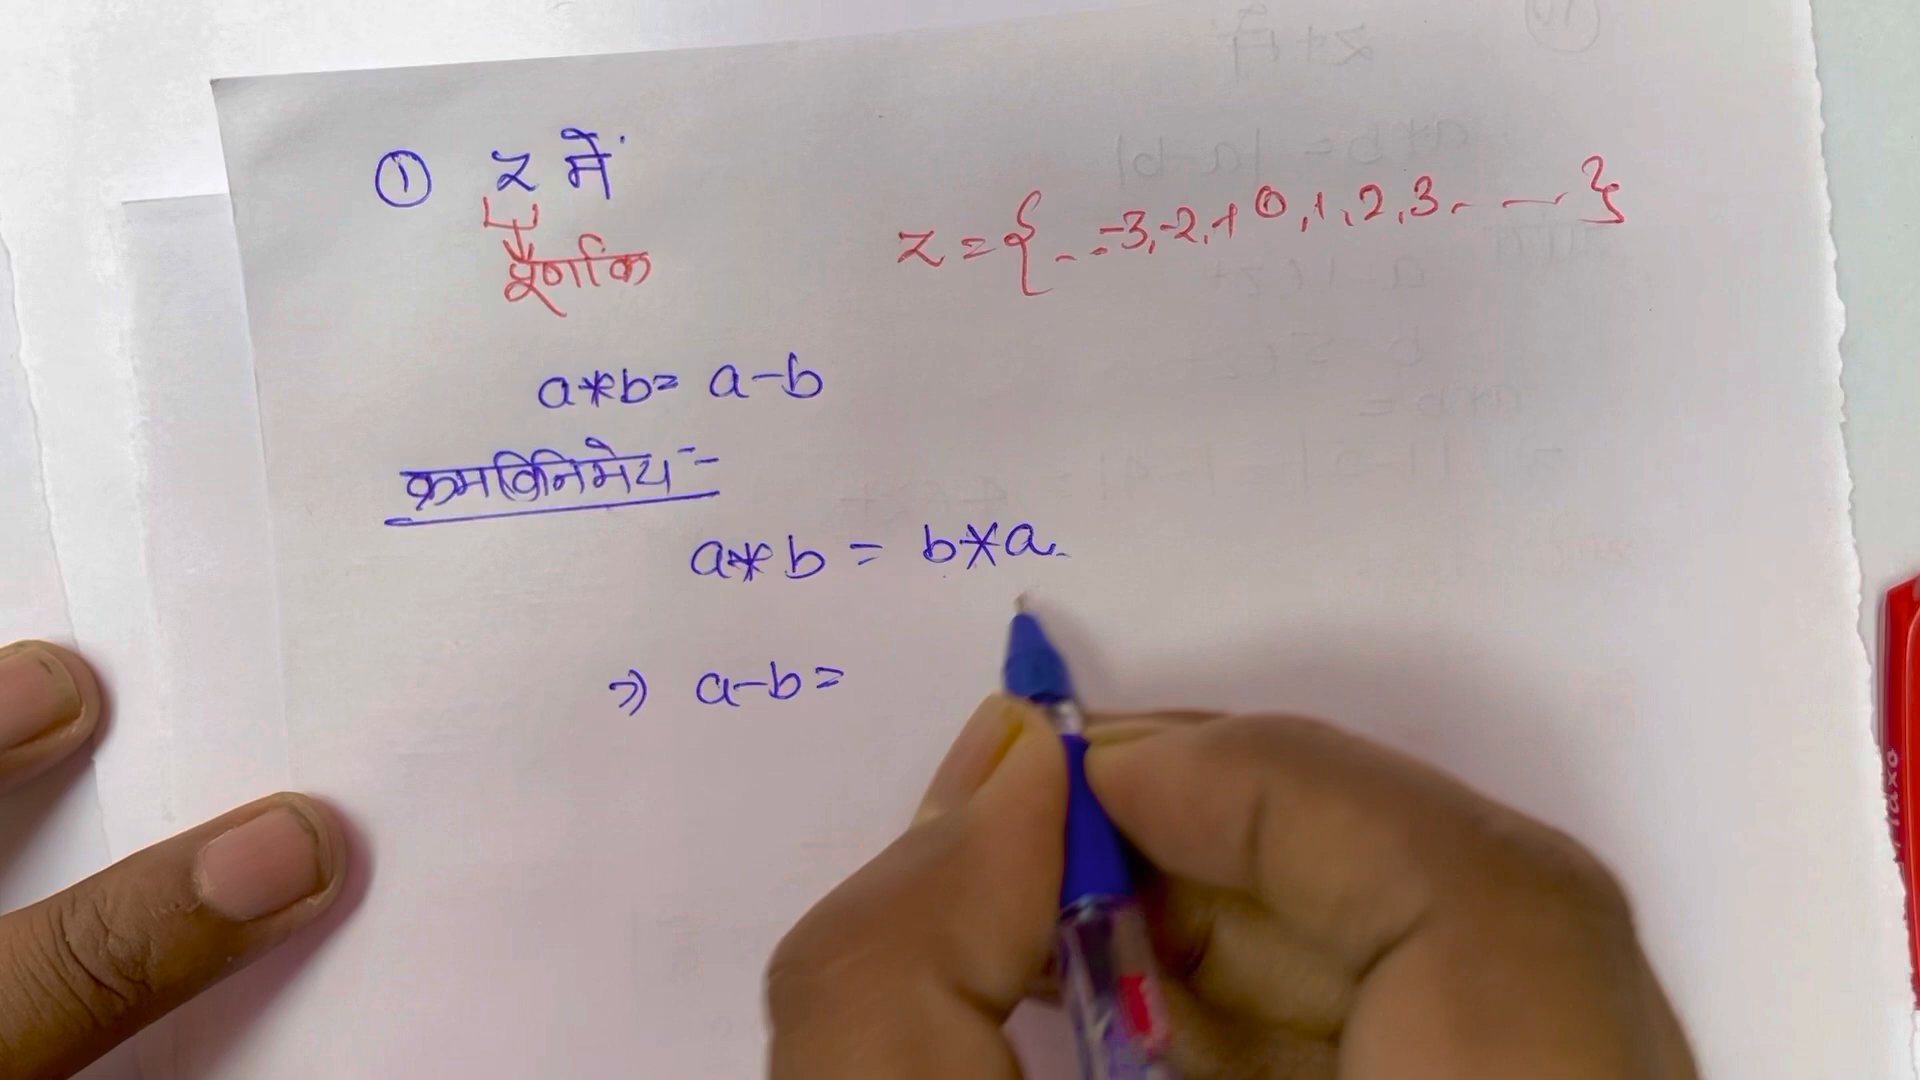 ① Z में
पूर्णांक
Z = { - . . -3, -2, -1 0, 1, 2, 3 - - - . }
a*b = a-b
क्रमविनिमेय :-
a*b = b*a.
⇒ a-b =